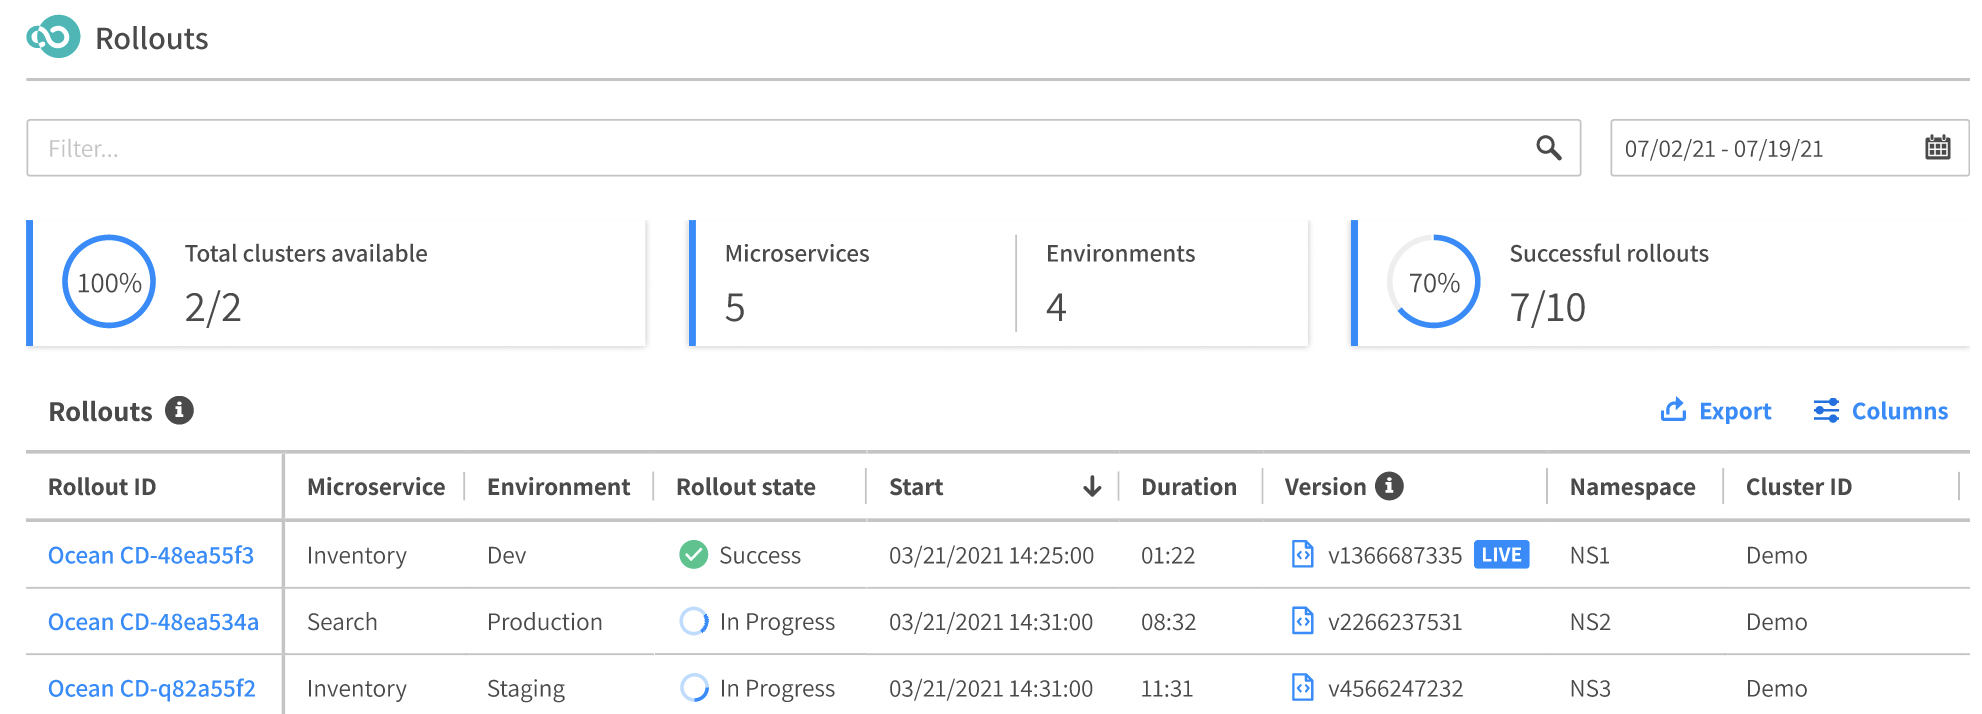 Rollouts
Filter...
07/02/21 - 07/19/21
100%
Total clusters available
2/2
Microservices
5
Environments
4
70%
Successful rollouts
7/10
Rollouts
Export
Columns
Rollout ID Microservice Environment Rollout state Start Duration Version Namespace Cluster ID
Ocean CD-48ea55f3 Inventory Dev Success 03/21/2021 14:25:00 01:22 v1366687335 LIVE NS1 Demo
Ocean CD-48ea534a Search Production In Progress 03/21/2021 14:31:00 08:32 v2266237531 NS2 Demo
Ocean CD-q82a55f2 Inventory Staging In Progress 03/21/2021 14:31:00 11:31 v4566247232 NS3 Demo